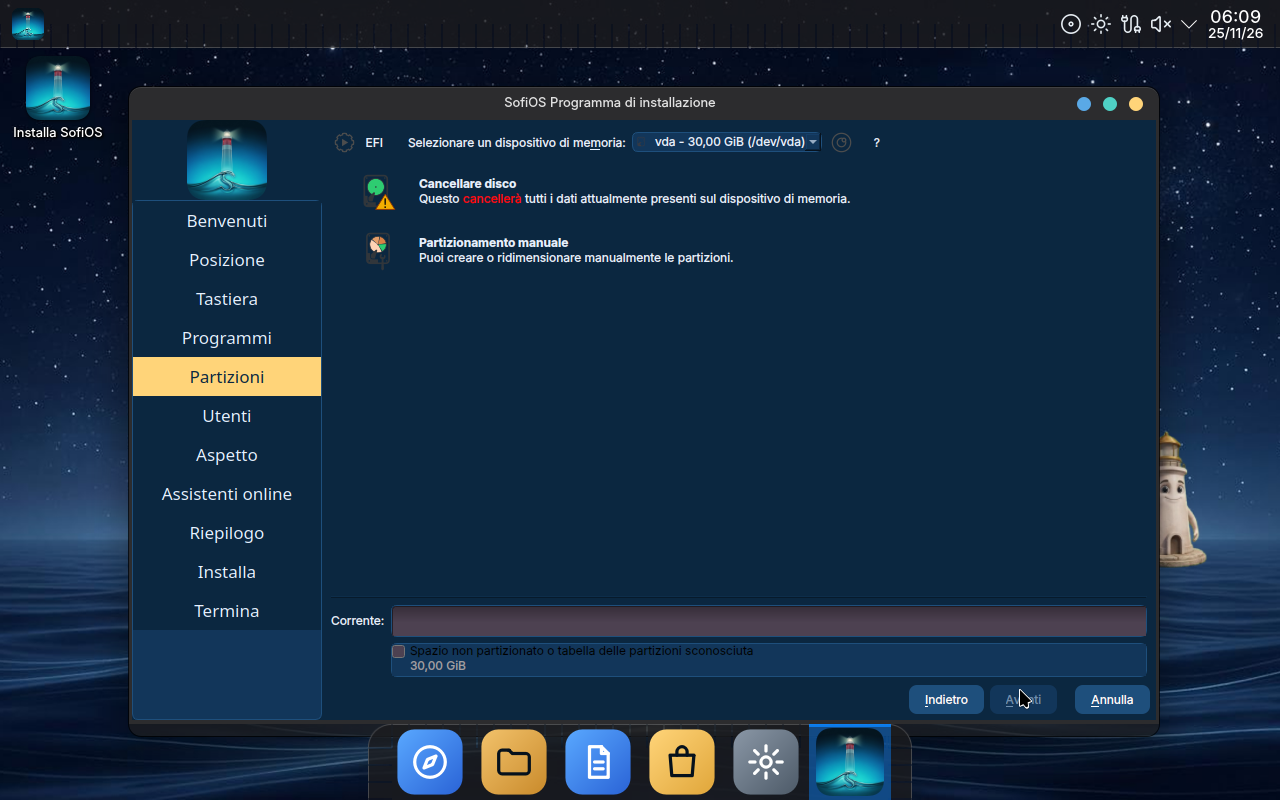 06:09
25/11/26
Installa SofiOS
SofiOS Programma di installazione
Benvenuti
Posizione
Tastiera
Programmi
Partizioni
Utenti
Aspetto
Assistenti online
Riepilogo
Installa
Termina
EFI
Selezionare un dispositivo di memoria:
vda - 30,00 GiB (/dev/vda)
?
Cancellare disco
Questo cancellerà tutti i dati attualmente presenti sul dispositivo di memoria.
Partizionamento manuale
Puoi creare o ridimensionare manualmente le partizioni.
Corrente:
Spazio non partizionato o tabella delle partizioni sconosciuta
30,00 GiB
Indietro
Annulla